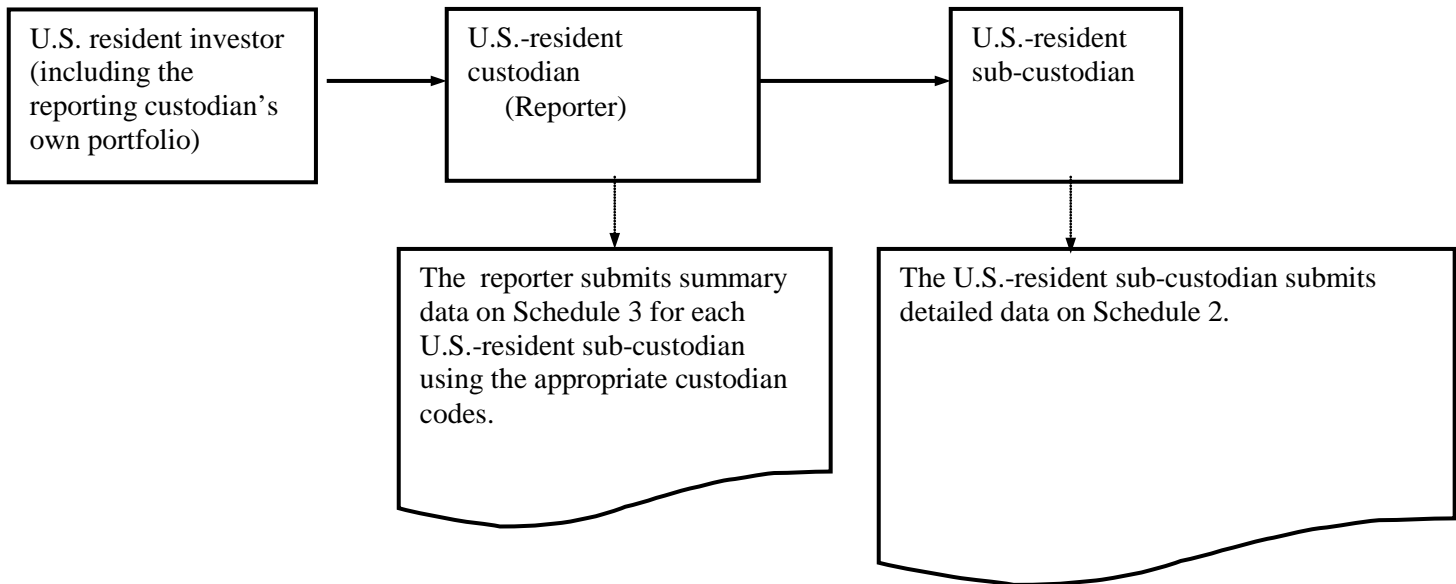 U.S. resident investor
(including the
reporting custodian's
own portfolio)
U.S.-resident
custodian
(Reporter)
U.S.-resident
sub-custodian
The reporter submits summary
data on Schedule 3 for each
U.S.-resident sub-custodian
using the appropriate custodian
codes.
The U.S.-resident sub-custodian submits
detailed data on Schedule 2.